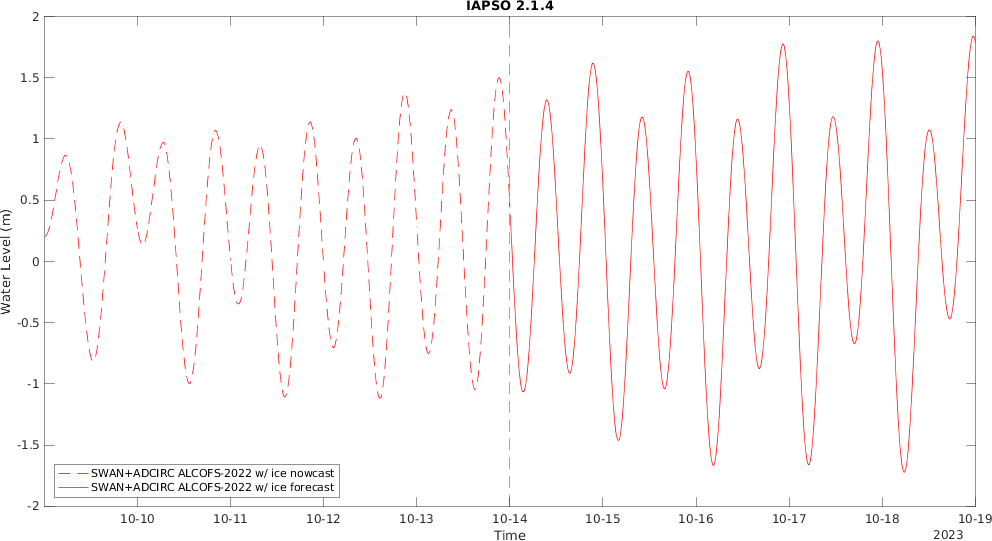 IAPSO 2.1.4
2
1.5
1
0.5
0
-0.5
-1
-1.5
-2
Water Level (m)
SWAN+ADCIRC ALCOFS-2022 w/ ice nowcast
SWAN+ADCIRC ALCOFS-2022 w/ ice forecast
10-10 10-11 10-12 10-13 10-14 10-15 10-16 10-17 10-18 10-19
Time
2023